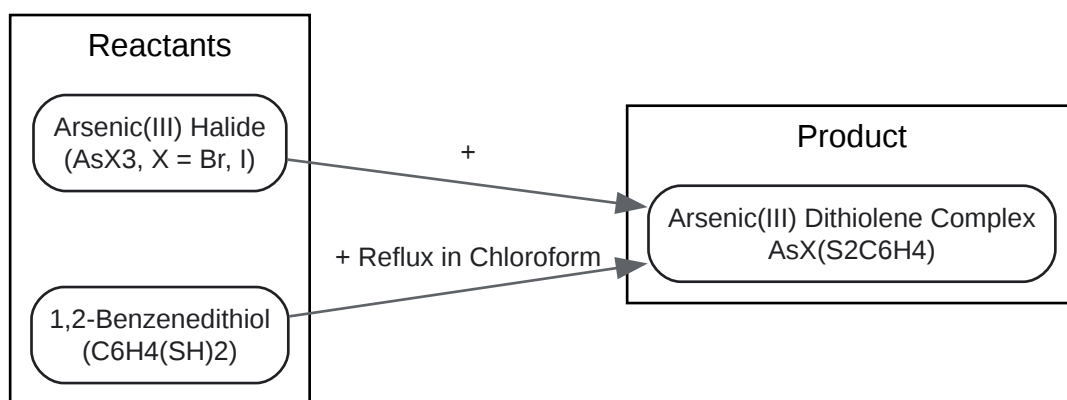 Reactants
Arsenic(III) Halide
(AsX3, X = Br, I)
1,2-Benzenedithiol
(C6H4(SH)2)
+
+ Reflux in Chloroform
Product
Arsenic(III) Dithiolene Complex
AsX(S2C6H4)